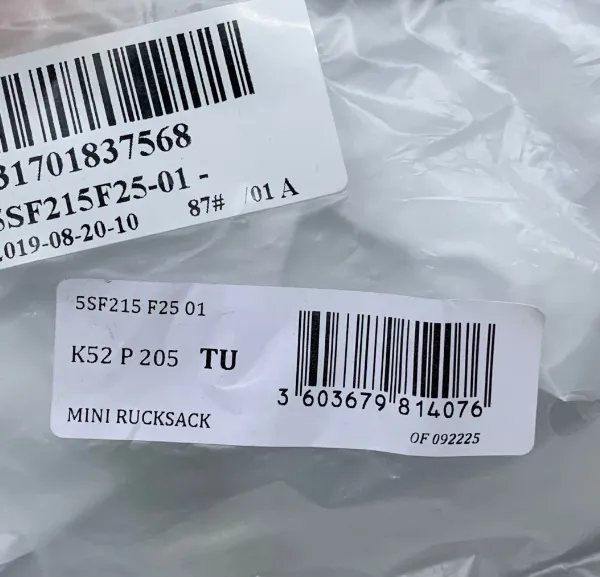 31701837568
5SF215F25-01 -
2019-08-20-10 87# /01 A
5SF215 F25 01
K52 P 205 TU
MINI RUCKSACK
3 603679 814076
OF 092225